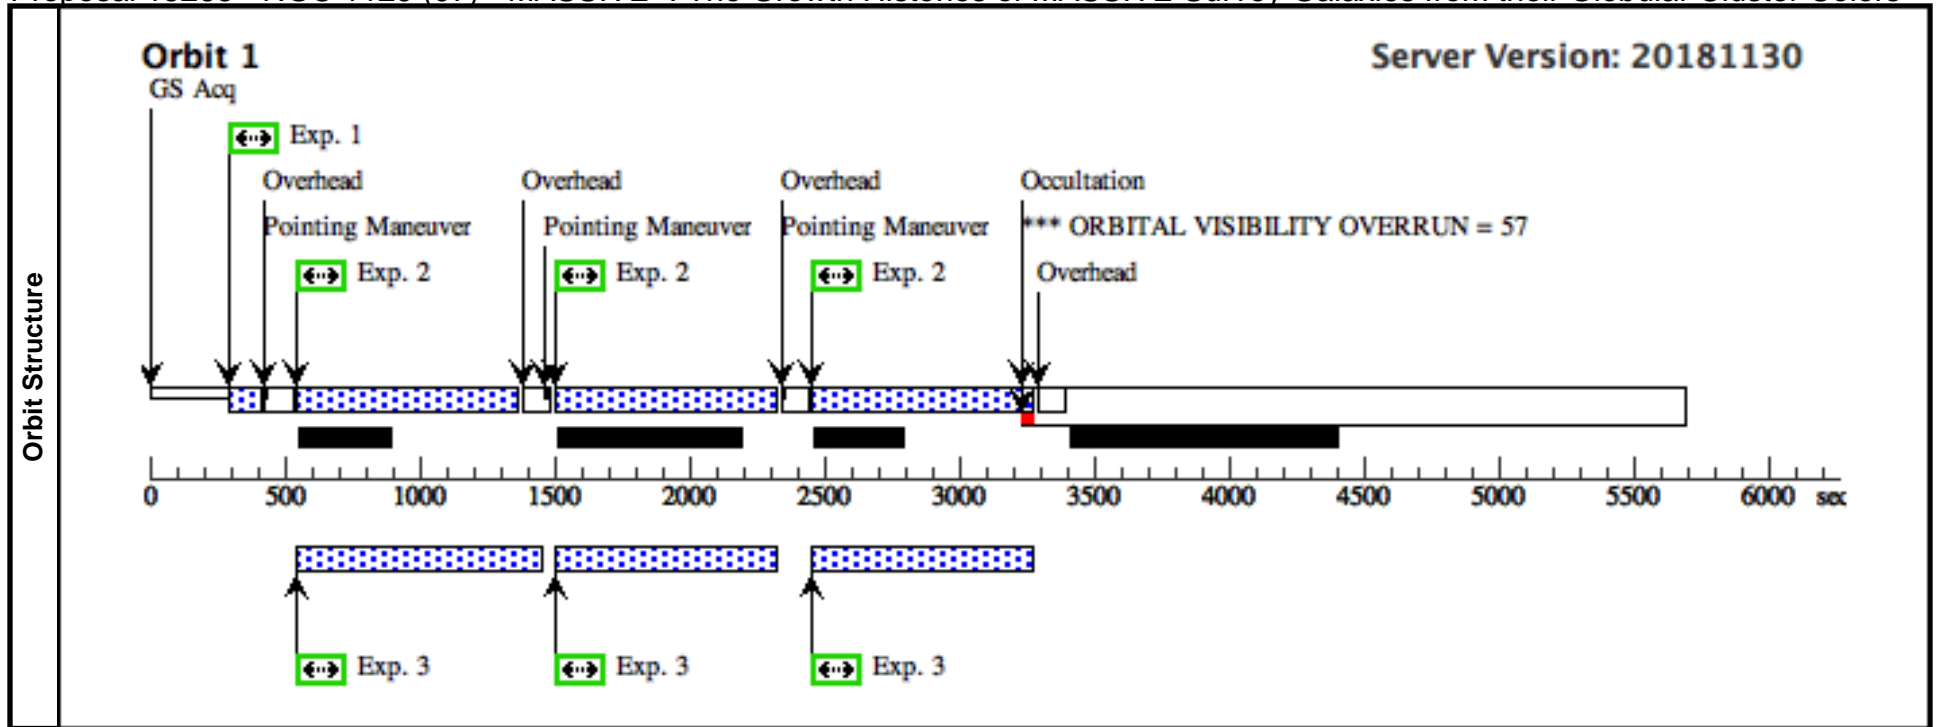 Orbit 1
Server Version: 20181130
GS Acq
Exp. 1
Overhead Overhead Overhead Occultation
Pointing Maneuver Pointing Maneuver Pointing Maneuver *** ORBITAL VISIBILITY OVERRUN = 57
Exp. 2 Exp. 2 Exp. 2 Overhead
Orbit Structure
0 500 1000 1500 2000 2500 3000 3500 4000 4500 5000 5500 6000 sec
Exp. 3 Exp. 3 Exp. 3